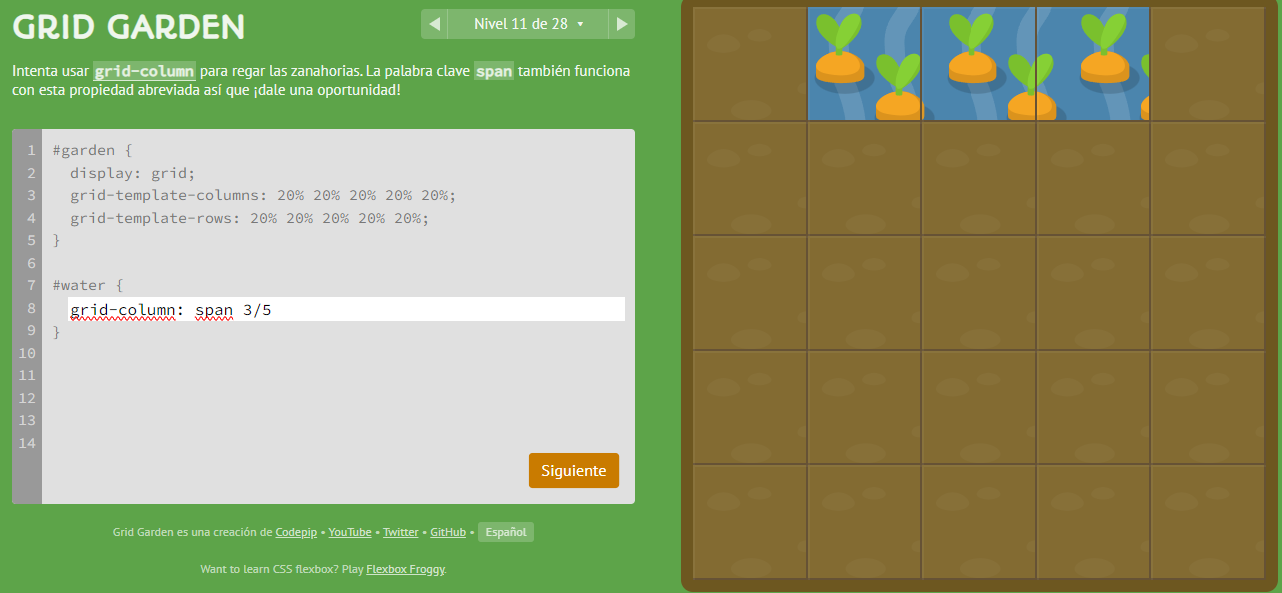 GRID GARDEN
Nivel 11 de 28
Intenta usar grid-column para regar las zanahorias. La palabra clave span también funciona
con esta propiedad abreviada así que ¡dale una oportunidad!
1 #garden {
2 display: grid;
3 grid-template-columns: 20% 20% 20% 20% 20%;
4 grid-template-rows: 20% 20% 20% 20% 20%;
5 }
6
7 #water {
8 grid-column: span 3/5
9 }
10
11
12
13
14
Siguiente
Grid Garden es una creación de Codepip • YouTube • Twitter • GitHub • Español
Want to learn CSS flexbox? Play Flexbox Froggy.